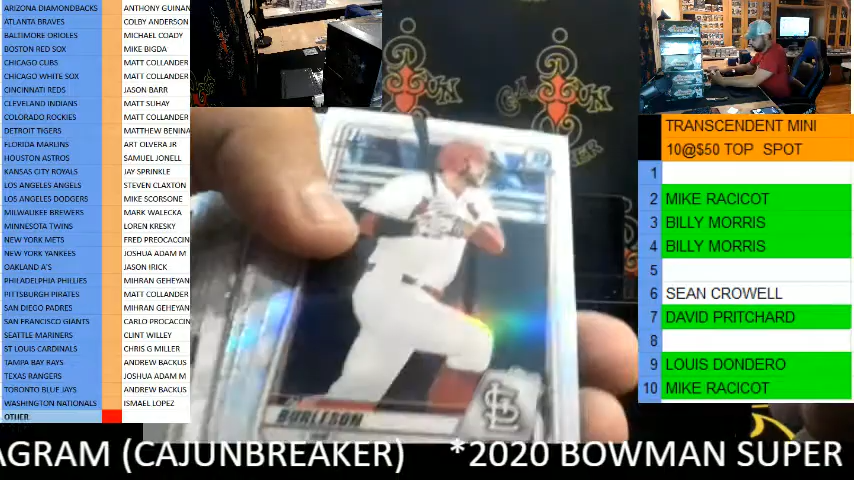 ARIZONA DIAMONDBACKS ANTHONY GUINAN
ATLANTA BRAVES COLBY ANDERSON
BALTIMORE ORIOLES MICHAEL COADY
BOSTON RED SOX MIKE BIGDA
CHICAGO CUBS MATT COLLANDER
CHICAGO WHITE SOX MATT COLLANDER
CINCINNATI REDS JASON BARR
CLEVELAND INDIANS MATT SUHAY
COLORADO ROCKIES MATT COLLANDER
DETROIT TIGERS MATTHEW BENINA
FLORIDA MARLINS ART OLVERA JR
HOUSTON ASTROS SAMUEL JONELL
KANSAS CITY ROYALS JAY SPRINKLE
LOS ANGELES ANGELS STEVEN CLAXTON
LOS ANGELES DODGERS MIKE SCORSONE
MILWAUKEE BREWERS MARK WALECKA
MINNESOTA TWINS LOREN KRESKY
NEW YORK METS FRED PREOCACCIN
NEW YORK YANKEES JOSHUA ADAM M
OAKLAND A'S JASON IRICK
PHILADELPHIA PHILLIES MIHRAN GEHEYAN
PITTSBURGH PIRATES MATT COLLANDER
SAN DIEGO PADRES MIHRAN GEHEYAN
SAN FRANCISCO GIANTS CARLO PROCACCIN
SEATTLE MARINERS CLINT WILLEY
ST LOUIS CARDINALS CHRIS G MILLER
TAMPA BAY RAYS ANDREW BACKUS
TEXAS RANGERS JOSHUA ADAM M
TORONTO BLUE JAYS ANDREW BACKUS
WASHINGTON NATIONALS ISMAEL LOPEZ
OTHER
BURLESON
TRANSCENDENT MINI
10@$50 TOP SPOT
1
2 MIKE RACICOT
3 BILLY MORRIS
4 BILLY MORRIS
5
6 SEAN CROWELL
7 DAVID PRITCHARD
8
9 LOUIS DONDERO
10 MIKE RACICOT
AGRAM (CAJUNBREAKER) *2020 BOWMAN SUPER